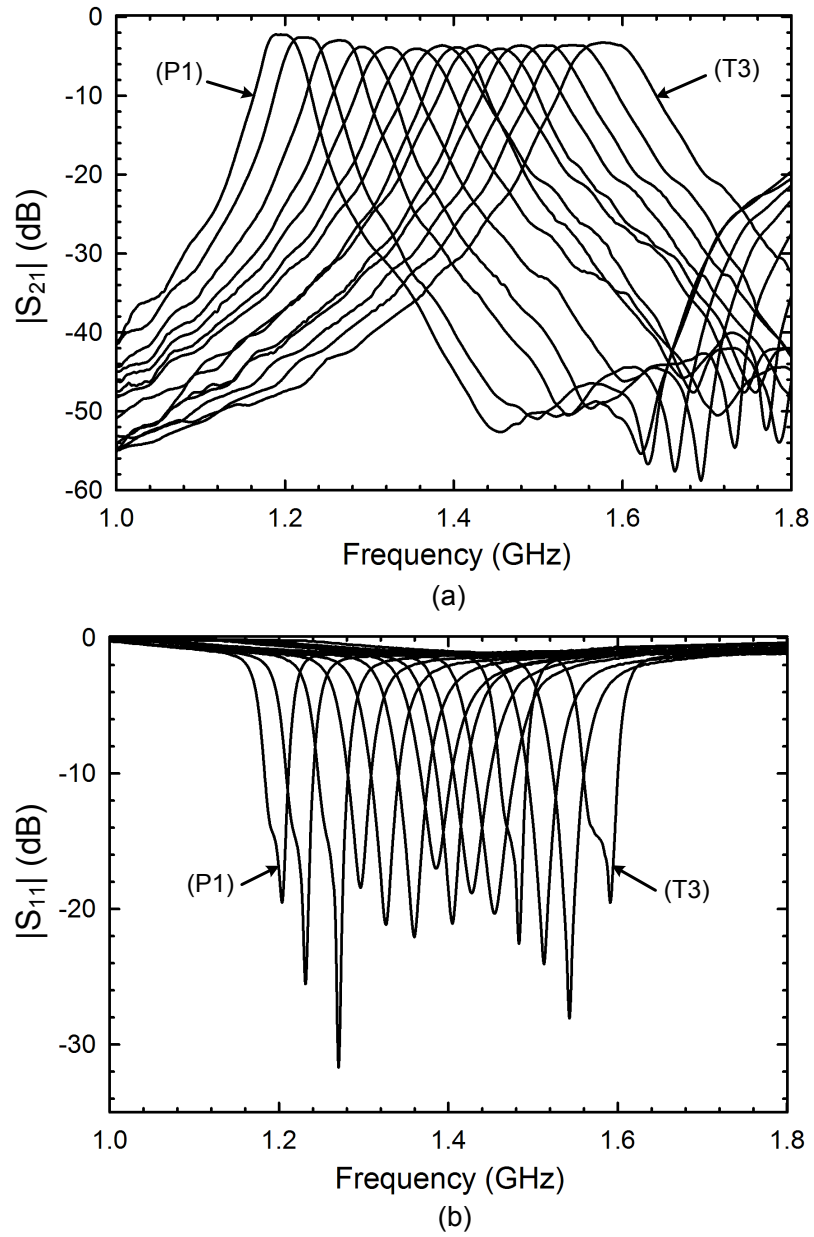 0
-10
-20
-30
-40
-50
-60
|S21| (dB)
(P1)
(T3)
1.0 1.2 1.4 1.6 1.8
Frequency (GHz)
(a)
0
-10
-20
-30
|S11| (dB)
(P1)
(T3)
1.0 1.2 1.4 1.6 1.8
Frequency (GHz)
(b)